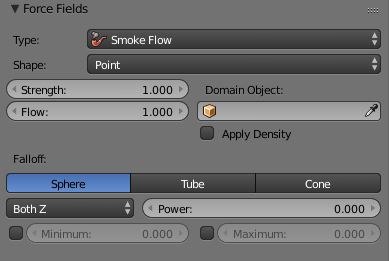 Force Fields
Type: Smoke Flow
Shape: Point
Strength: 1.000 Domain Object:
Flow: 1.000
Apply Density
Falloff:
Sphere Tube Cone
Both Z Power: 0.000
Minimum: 0.000 Maximum: 0.000